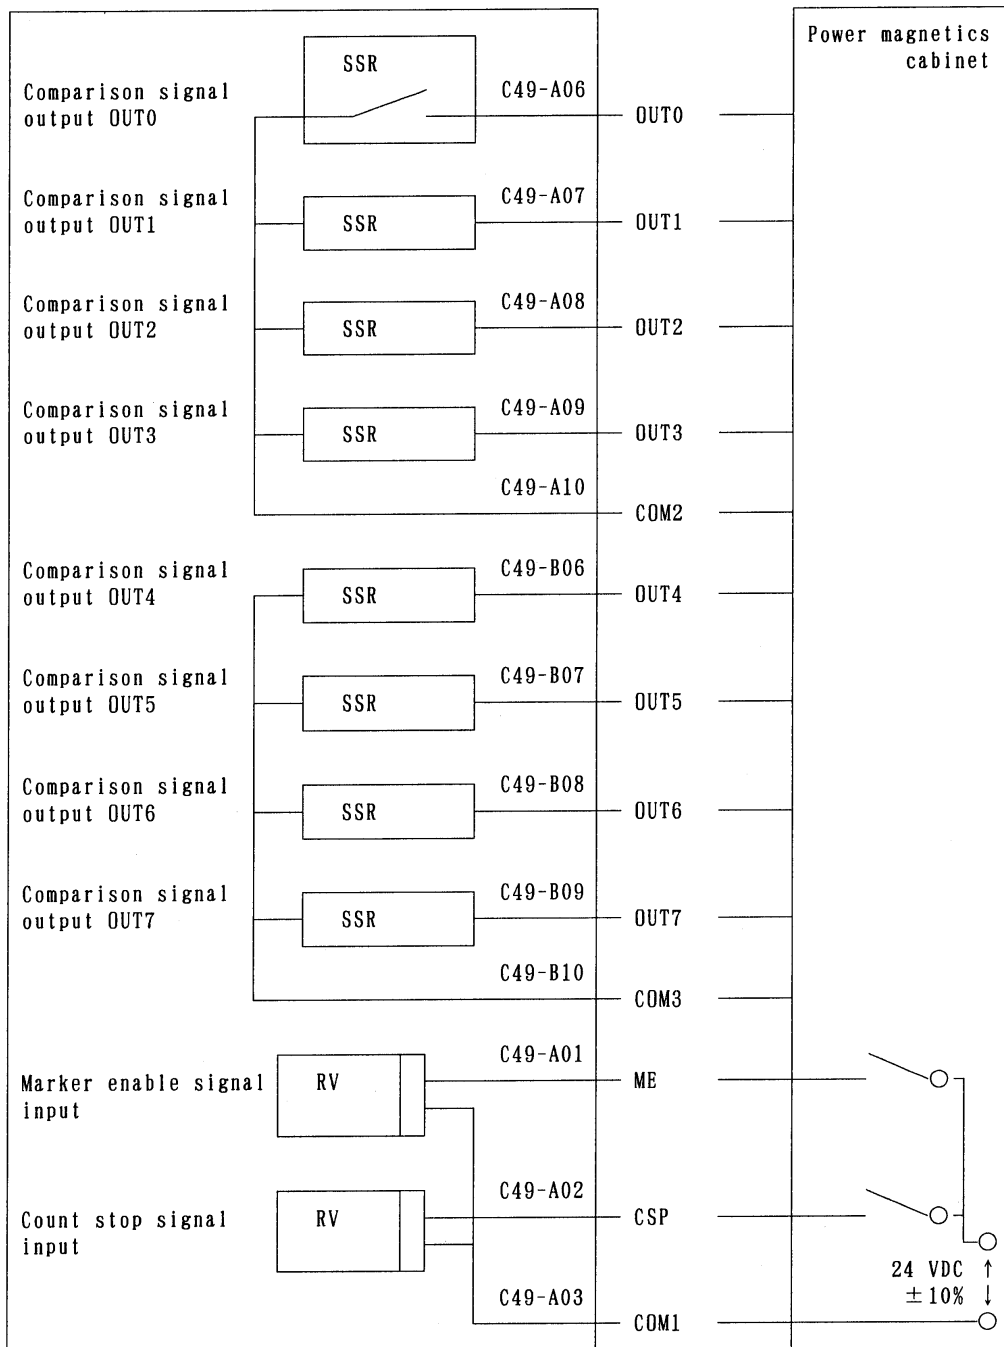 Power magnetics
cabinet
SSR
C49-A06
Comparison signal
output OUT0
OUT0
Comparison signal
output OUT1
C49-A07
SSR
OUT1
Comparison signal
output OUT2
C49-A08
SSR
OUT2
Comparison signal
output OUT3
C49-A09
SSR
OUT3
C49-A10
COM2
Comparison signal
output OUT4
C49-B06
SSR
OUT4
Comparison signal
output OUT5
C49-B07
SSR
OUT5
Comparison signal
output OUT6
C49-B08
SSR
OUT6
Comparison signal
output OUT7
C49-B09
SSR
OUT7
C49-B10
COM3
C49-A01
Marker enable signal
input
RV
ME
C49-A02
Count stop signal
input
RV
CSP
24 VDC ↑
±10% ↓
C49-A03
COM1